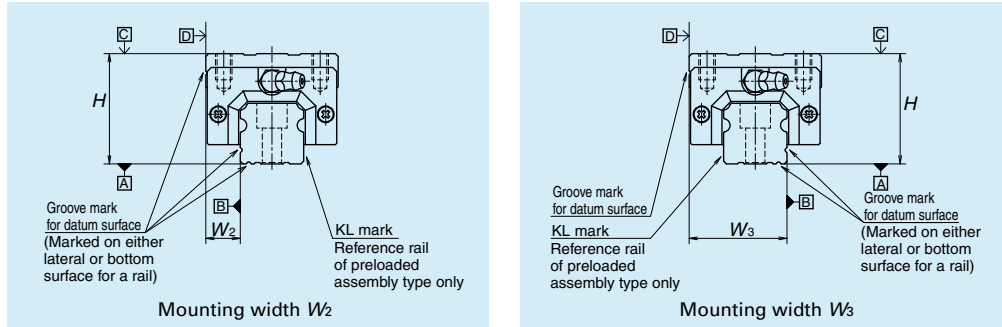 C
D
H
A
Groove mark
for datum surface
(Marked on either
lateral or bottom
surface for a rail)
B
W2
KL mark
Reference rail
of preloaded
assembly type only
Mounting width W2
D
C
H
A
Groove mark
for datum surface
KL mark
Reference rail
of preloaded
assembly type only
W3
B
Groove mark
for datum surface
(Marked on either
lateral or bottom
surface for a rail)
Mounting width W3